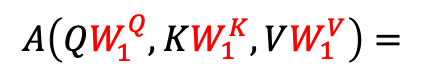 A(QW₁^Q, KW₁^K, VW₁^V) =